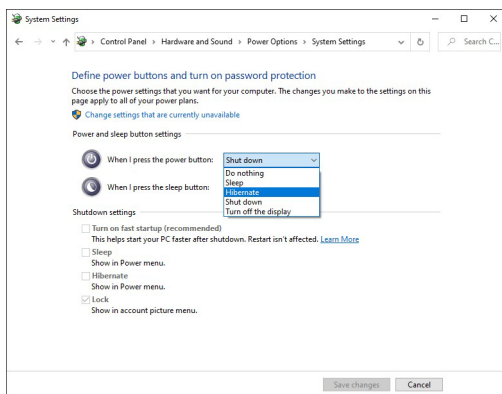 System Settings
Control Panel > Hardware and Sound > Power Options > System Settings
Search C...
Define power buttons and turn on password protection
Choose the power settings that you want for your computer. The changes you make to the settings on this
page apply to all of your power plans.
Change settings that are currently unavailable
Power and sleep button settings
When I press the power button: Shut down
Do nothing
Sleep
When I press the sleep button: Hibernate
Shut down
Turn off the display
Shutdown settings
Turn on fast startup (recommended)
This helps start your PC faster after shutdown. Restart isn't affected. Learn More
Sleep
Show in Power menu.
Hibernate
Show in Power menu.
Lock
Show in account picture menu.
Save changes Cancel